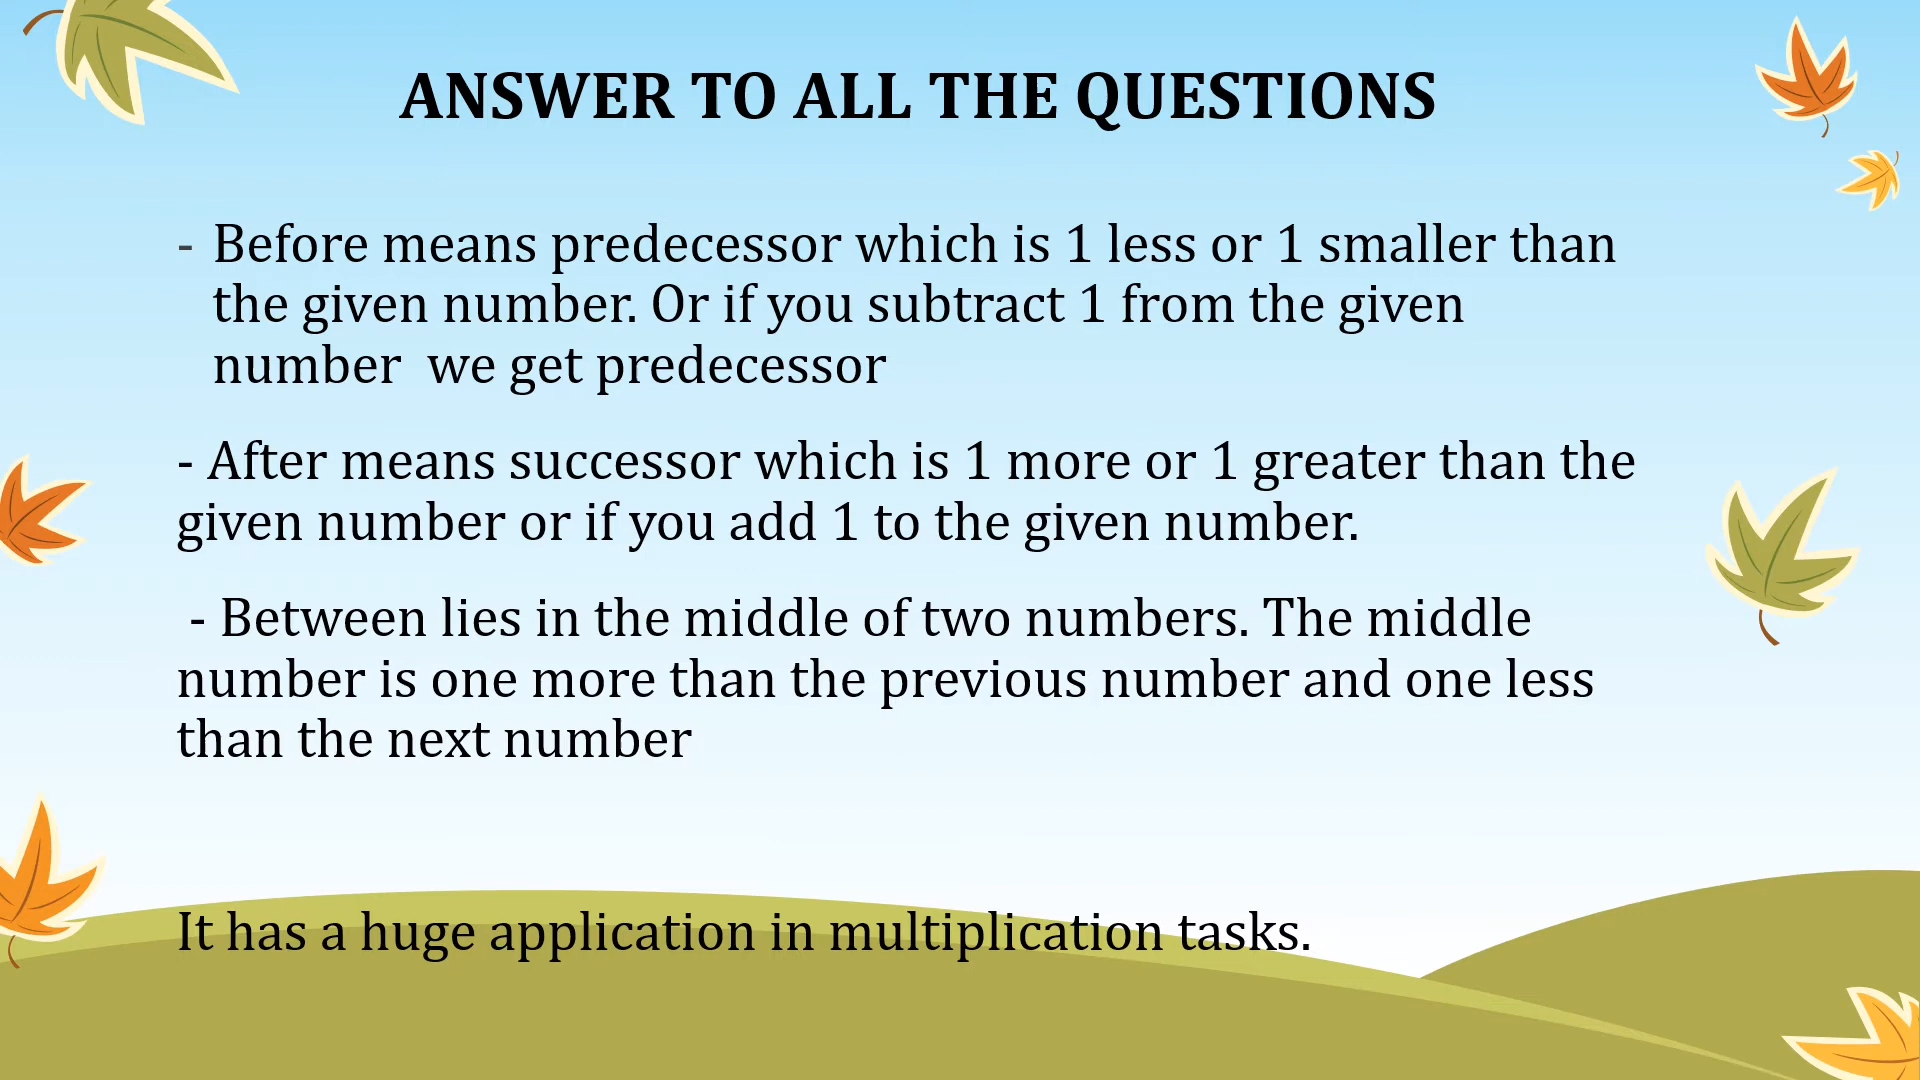 ANSWER TO ALL THE QUESTIONS
- Before means predecessor which is 1 less or 1 smaller than
the given number. Or if you subtract 1 from the given
number  we get predecessor
- After means successor which is 1 more or 1 greater than the
given number or if you add 1 to the given number.
- Between lies in the middle of two numbers. The middle
number is one more than the previous number and one less
than the next number
It has a huge application in multiplication tasks.